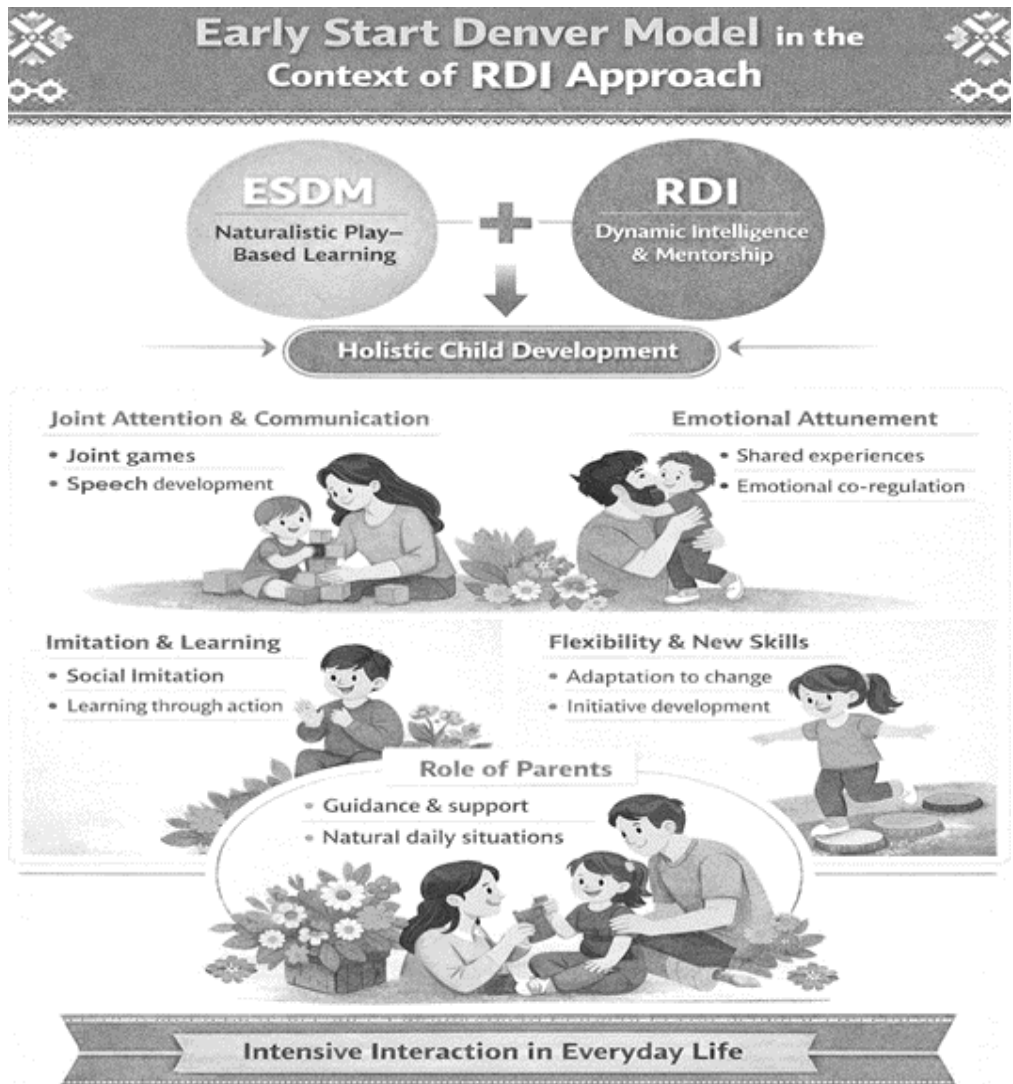 Early Start Denver Model in the
Context of RDI Approach
ESDM
Naturalistic Play–
Based Learning
RDI
Dynamic Intelligence
& Mentorship
Holistic Child Development
Joint Attention & Communication
• Joint games
• Speech development
Emotional Attunement
• Shared experiences
• Emotional co-regulation
Imitation & Learning
• Social Imitation
• Learning through action
Flexibility & New Skills
• Adaptation to change
• Initiative development
Role of Parents
• Guidance & support
• Natural daily situations
Intensive Interaction in Everyday Life